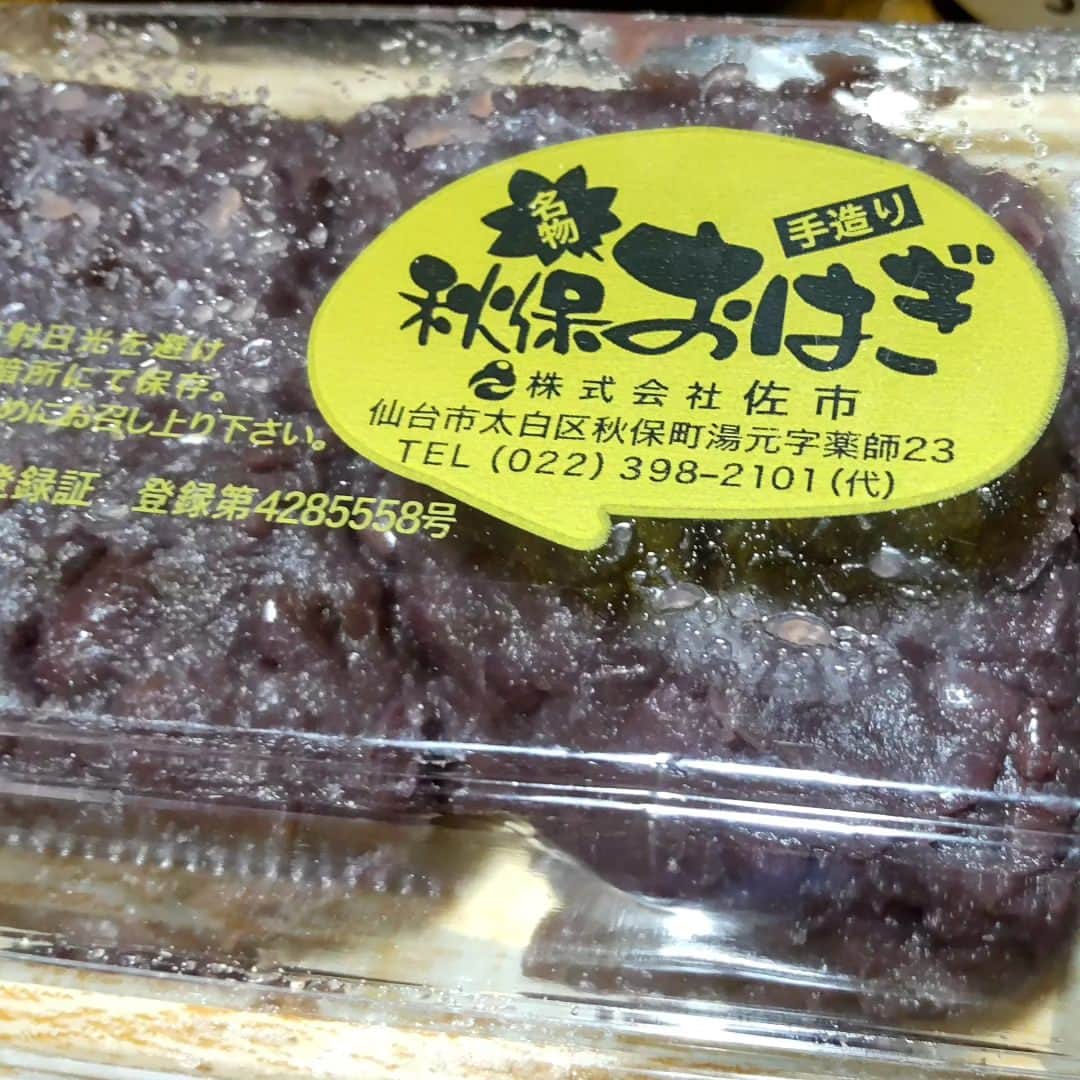 名物
手造り
秋保おはぎ
株式会社佐市
仙台市太白区秋保町湯元字薬師23
TEL (022) 398-2101 (代)
射日光を避け
暗所にて保存。
めにお召し上り下さい。
登録証 登録第4285558号